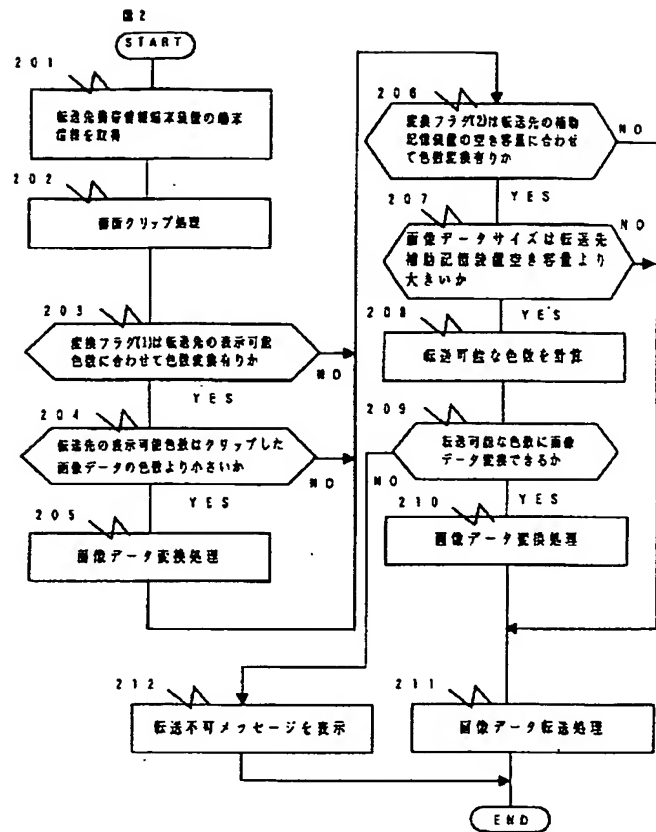 図2
START
201
転送先携帯情報端末装置の端末
情報を取得
202
画面クリップ処理
203
変換フラグ(1)は転送先の表示可能
色数に合わせて色数変換有りか
NO
YES
204
転送先の表示可能色数はクリップした
画像データの色数より小さいか
NO
YES
205
画像データ変換処理
206
変換フラグ(2)は転送先の補助
記憶装置の空き容量に合わせ
て色数変換有りか
NO
YES
207
画像データサイズは転送先
補助記憶装置空き容量より
大きいか
NO
YES
208
転送可能な色数を計算
209
転送可能な色数に画像
データ変換できるか
NO
YES
210
画像データ変換処理
212
転送不可メッセージを表示
211
画像データ転送処理
END